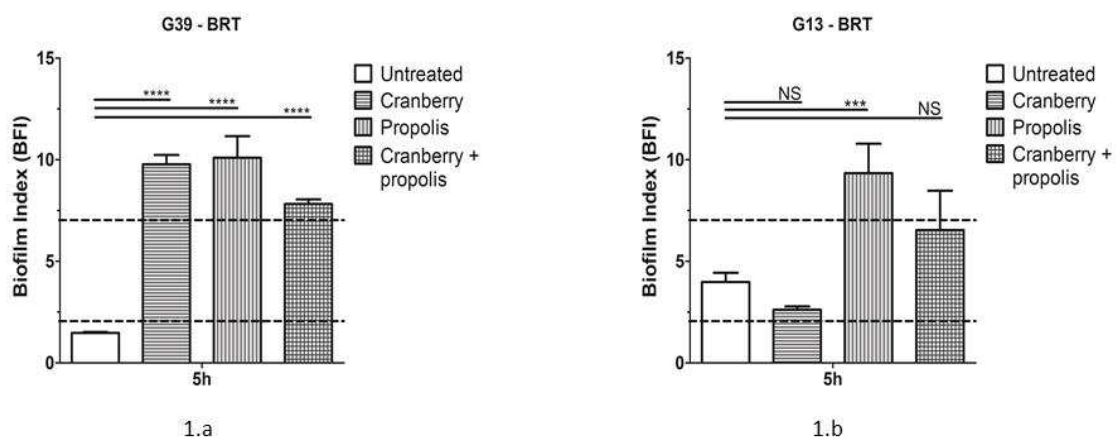 G39 - BRT
15
10
5
0
Biofilm Index (BFI)
****
****
****
5h
Untreated
Cranberry
Propolis
Cranberry +
propolis
1.a
G13 - BRT
15
10
5
0
Biofilm Index (BFI)
NS
***
NS
5h
Untreated
Cranberry
Propolis
Cranberry +
propolis
1.b